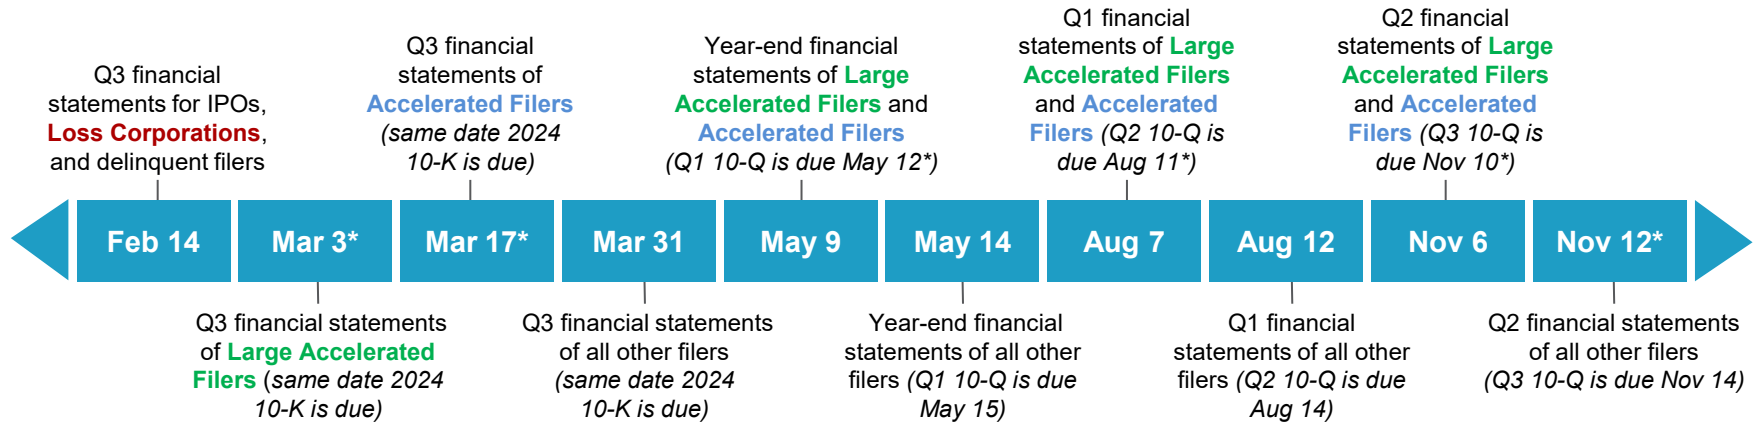 Q3 financial
statements for IPOs,
Loss Corporations,
and delinquent filers
Q3 financial
statements of
Accelerated Filers
(same date 2024
10-K is due)
Year-end financial
statements of Large
Accelerated Filers and
Accelerated Filers
(Q1 10-Q is due May 12*)
Q1 financial
statements of Large
Accelerated Filers
and Accelerated
Filers (Q2 10-Q is
due Aug 11*)
Q2 financial
statements of Large
Accelerated Filers
and Accelerated
Filers (Q3 10-Q is
due Nov 10*)
Feb 14
Mar 3*
Mar 17*
Mar 31
May 9
May 14
Aug 7
Aug 12
Nov 6
Nov 12*
Q3 financial statements
of Large Accelerated
Filers (same date 2024
10-K is due)
Q3 financial statements
of all other filers
(same date 2024
10-K is due)
Year-end financial
statements of all other
filers (Q1 10-Q is due
May 15)
Q1 financial
statements of all other
filers (Q2 10-Q is due
Aug 14)
Q2 financial statements
of all other filers
(Q3 10-Q is due Nov 14)